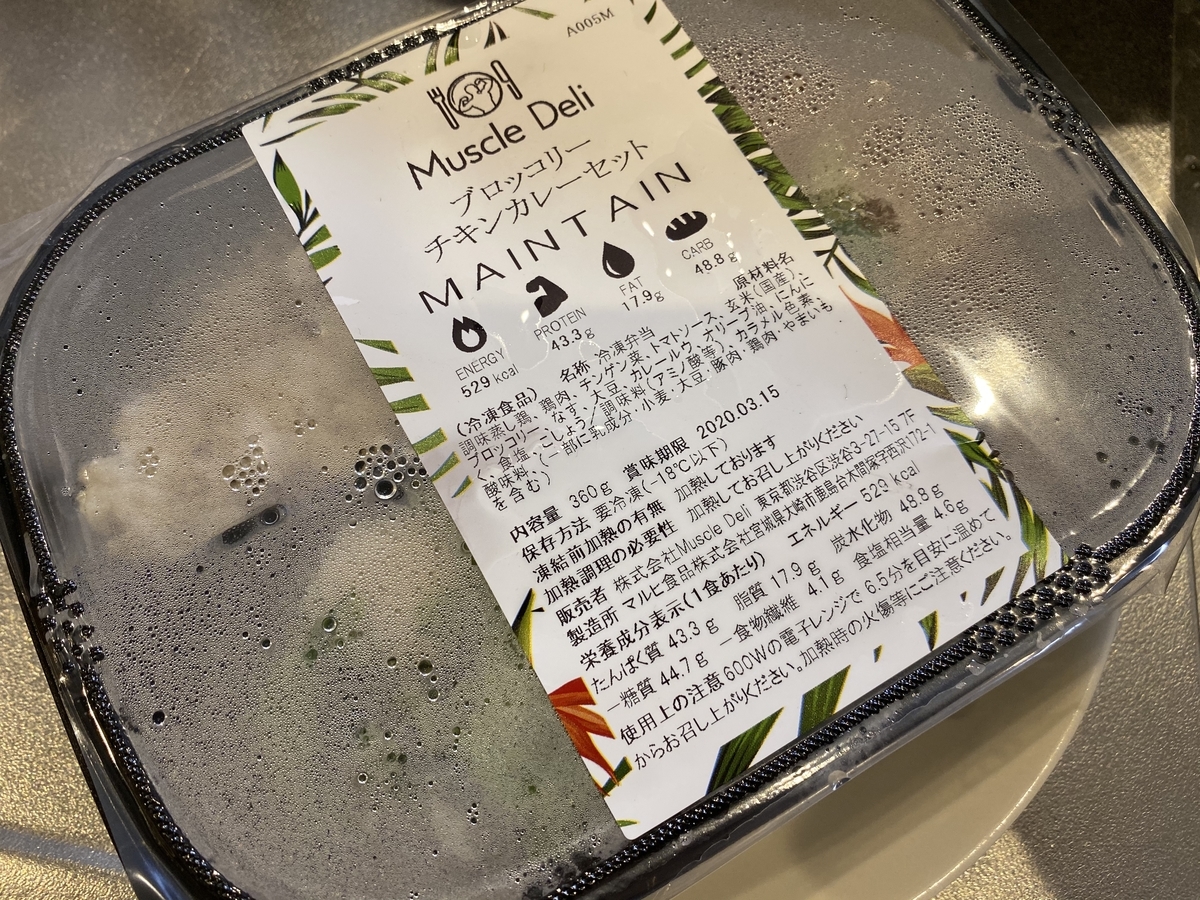 A005M
Muscle Deli
ブロッコリー
チキンカレーセット
MAINTAIN
ENERGY
529 kcal
PROTEIN
43.3 g
FAT
17.9g
CARB
48.8 g
(冷凍食品) 名称 冷凍弁当 原材料名
調味蒸し鶏、鶏肉、チンゲン菜、トマトソース、玄米(国産)、
ブロッコリー、なす、大豆、カレールウ、オリーブ油、にんに
く、食塩、こしょう／調味料(アミノ酸等)、カラメル色素、
酸味料、(一部に乳成分・小麦・大豆・豚肉・鶏肉・やまいも
を含む)
内容量 360g 賞味期限 2020.03.15
保存方法 要冷凍(-18℃以下)
凍結前加熱の有無 加熱しております
加熱調理の必要性 加熱してお召し上がりください
販売者 株式会社Muscle Deli 東京都渋谷区渋谷3-27-15 7F
製造所 マルヒ食品株式会社宮城県大崎市鹿島台木間塚字西沢172-1
栄養成分表示(1食あたり) エネルギー 529 kcal
たんぱく質 43.3 g 脂質 17.9 g 炭水化物 48.8 g
―糖質 44.7 g ―食物繊維 4.1 g 食塩相当量 4.6g
使用上の注意 600Wの電子レンジで 6.5分を目安に温めて
からお召し上がりください。加熱時の火傷等にご注意ください。